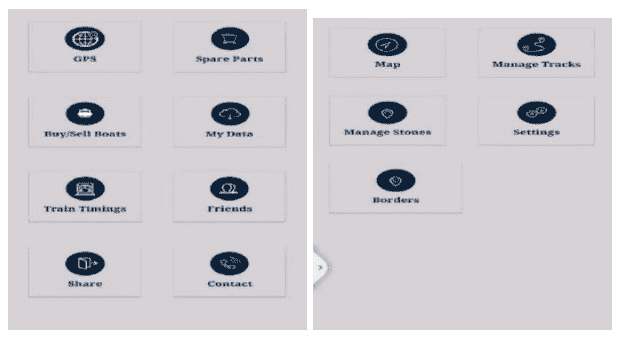 GPS
Spare Parts
Buy/Sell Boats
My Data
Train Timings
Friends
Share
Contact
Map
Manage Tracks
Manage Stones
Settings
Borders